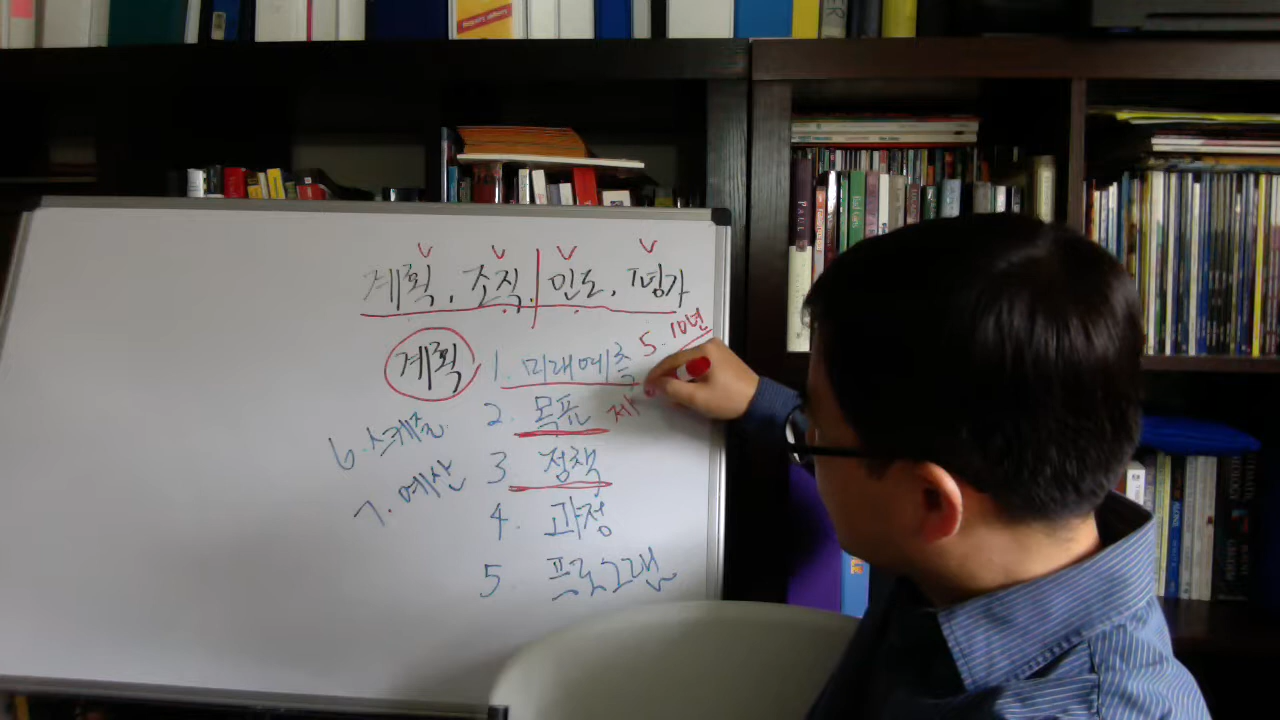 계획, 조직, 인도, 평가
계획
1. 미래예측
5. 10년
2. 목표
제
3. 정책
4. 과정
5. 프로그램
6. 스케줄
7. 예산
PAUL